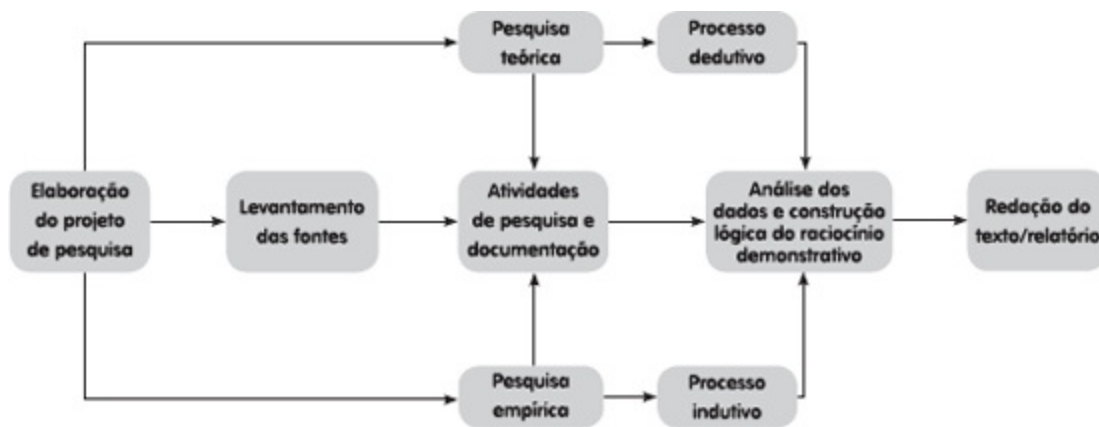 Pesquisa
teórica
Processo
dedutivo
Elaboração
do projeto
de pesquisa
Levantamento
das fontes
Atividades
de pesquisa e
documentação
Análise dos
dados e construção
lógica do raciocínio
demonstrativo
Redação do
texto/relatório
Pesquisa
empírica
Processo
indutivo